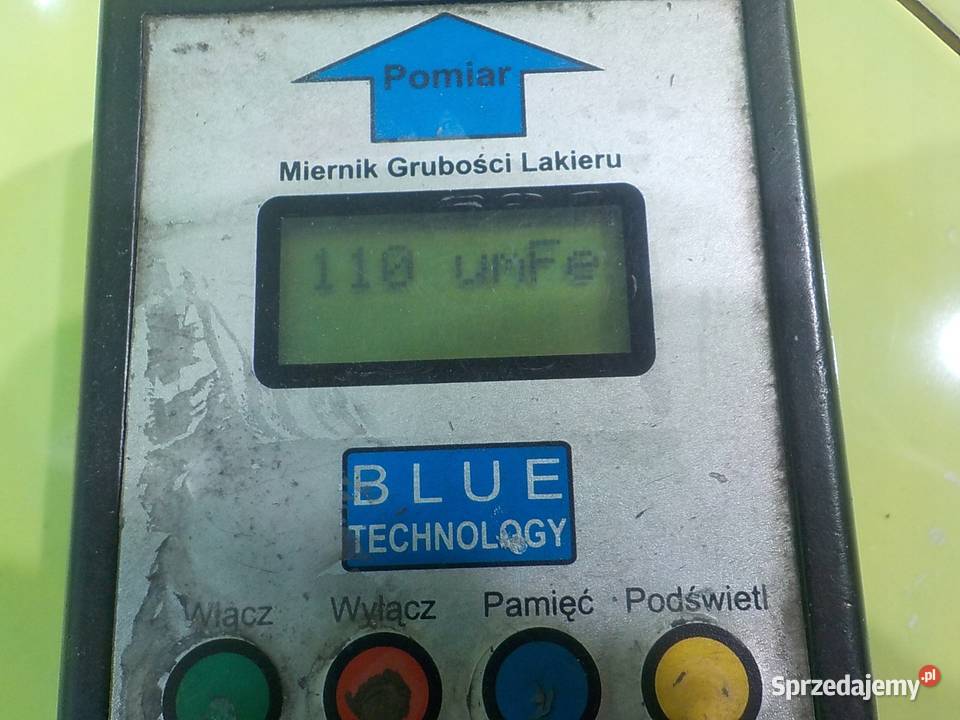 Pomiar
Miernik Grubości Lakieru
110 umFe
BLUE
TECHNOLOGY
Włącz Wyłącz Pamięć Podświetl
Sprzedajemy.pl